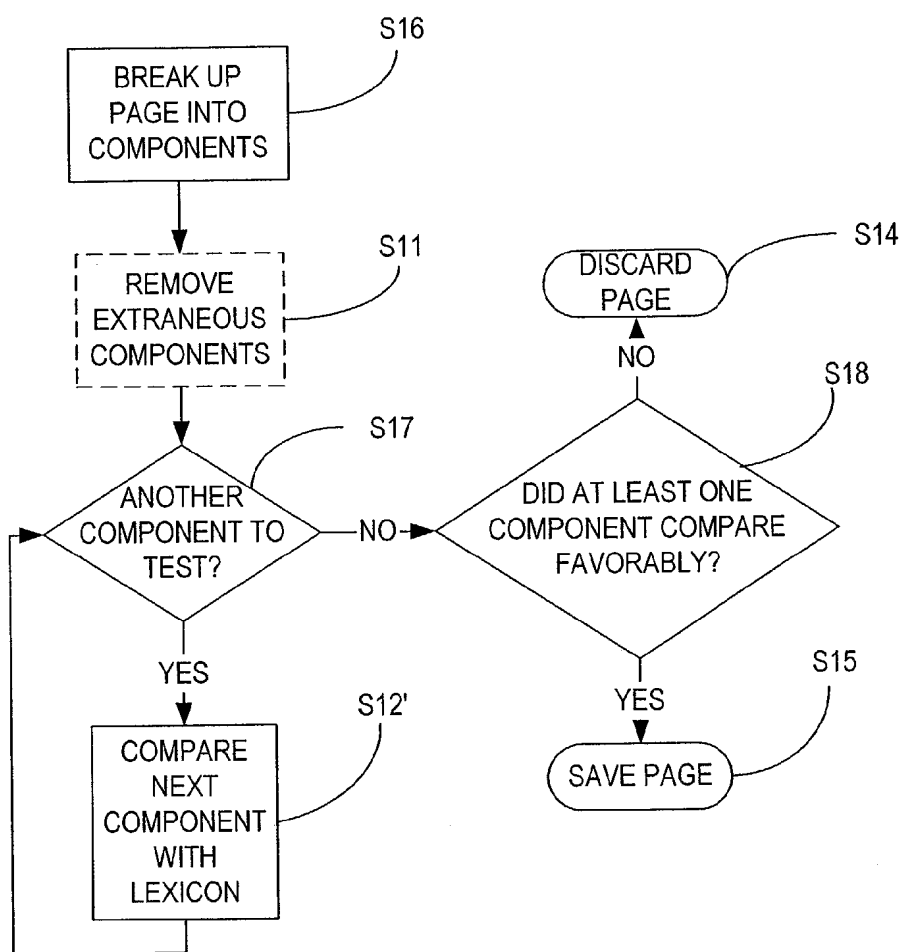 S16
BREAK UP
PAGE INTO
COMPONENTS
S11
REMOVE
EXTRANEOUS
COMPONENTS
S17
ANOTHER
COMPONENT TO
TEST?
NO
YES
S12'
COMPARE
NEXT
COMPONENT
WITH
LEXICON
S14
DISCARD
PAGE
NO
S18
DID AT LEAST ONE
COMPONENT COMPARE
FAVORABLY?
YES
S15
SAVE PAGE